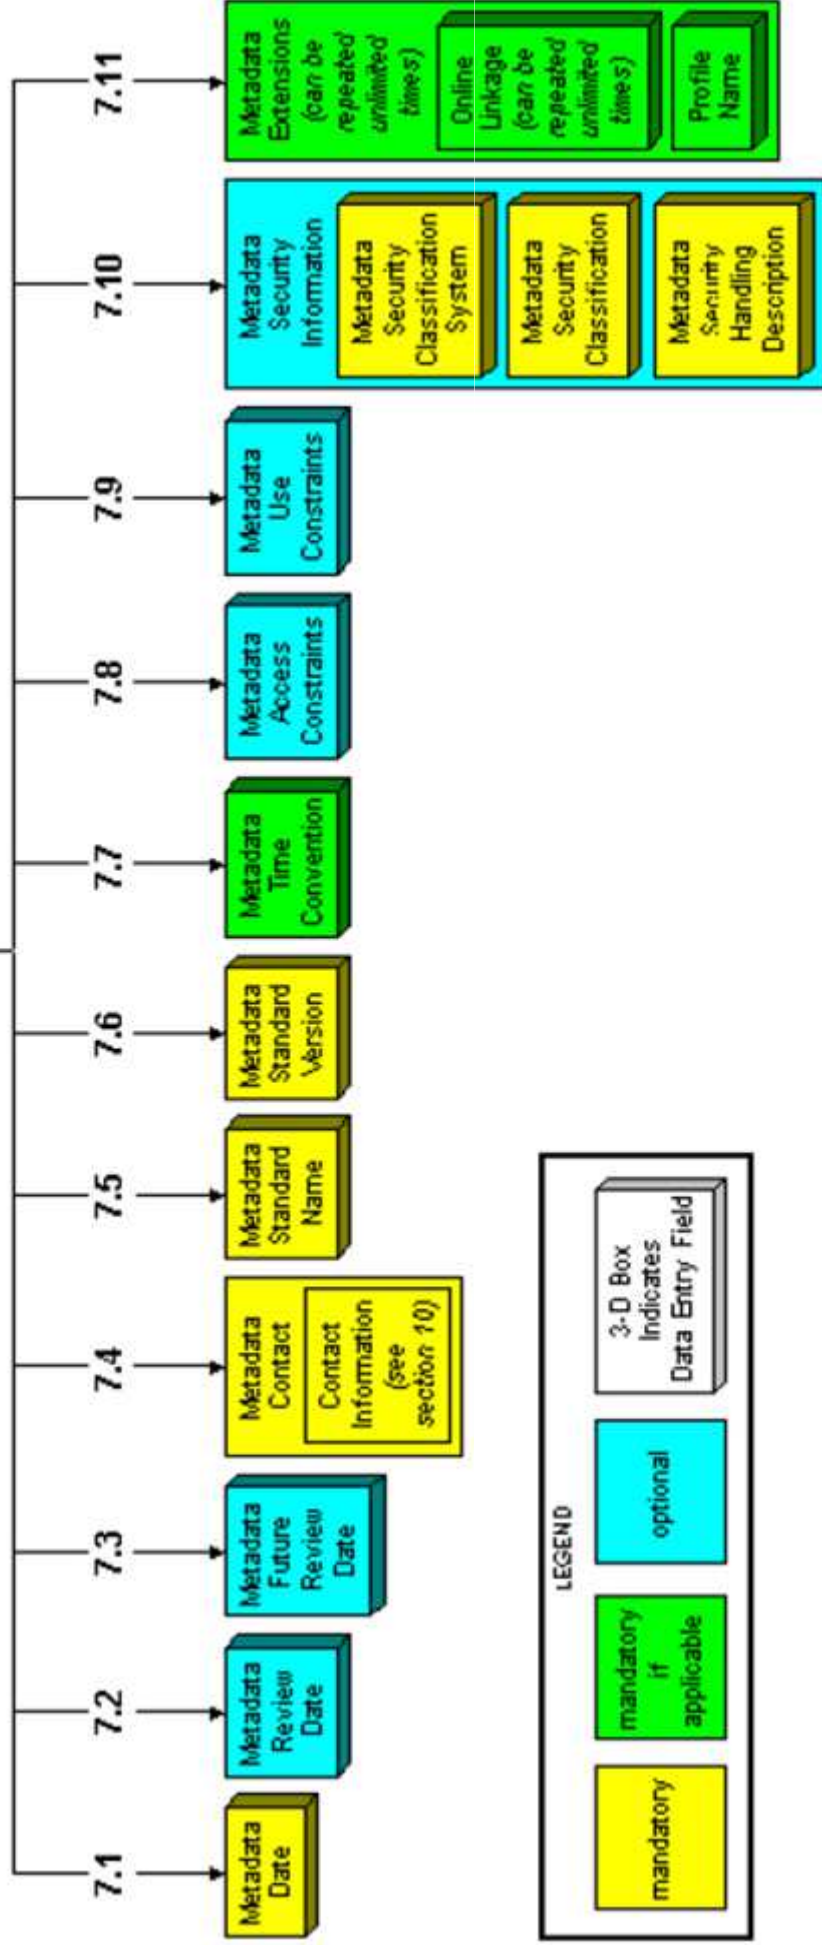 7.1
7.2
7.3
7.4
7.5
7.6
7.7
7.8
7.9
7.10
7.11
Metadata
Date
Metadata
Review
Date
Metadata
Future
Review
Date
Metadata
Contact
Contact
Information
(see
section 10)
Metadata
Standard
Name
Metadata
Standard
Version
Metadata
Time
Convention
Metadata
Access
Constraints
Metadata
Use
Constraints
Metadata
Security
Information
Metadata
Security
Classification
System
Metadata
Security
Classification
Metadata
Security
Handling
Description
Metadata
Extensions
(can be
repeated
unlimited
times)
Online
Linkage
(can be
repeated
unlimited
times)
Profile
Name
LEGEND
mandatory
mandatory
if
applicable
optional
3-D Box
Indicates
Data Entry Field